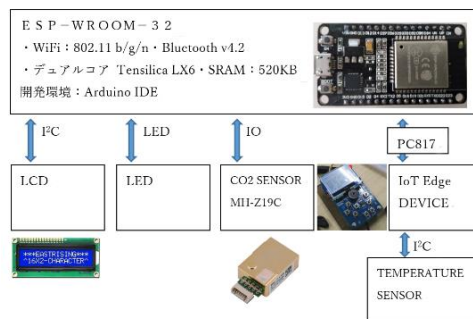 ＥＳＰ－ＷＲＯＯＭ－３２
・WiFi：802.11 b/g/n・Bluetooth v4.2
・デュアルコア Tensilica LX6・SRAM：520KB
開発環境：Arduino IDE
I²C
LED
IO
PC817
LCD
LED
CO2 SENSOR
MH-Z19C
IoT Edge
DEVICE
***EASTRISING***
I²C
TEMPERATURE
SENSOR